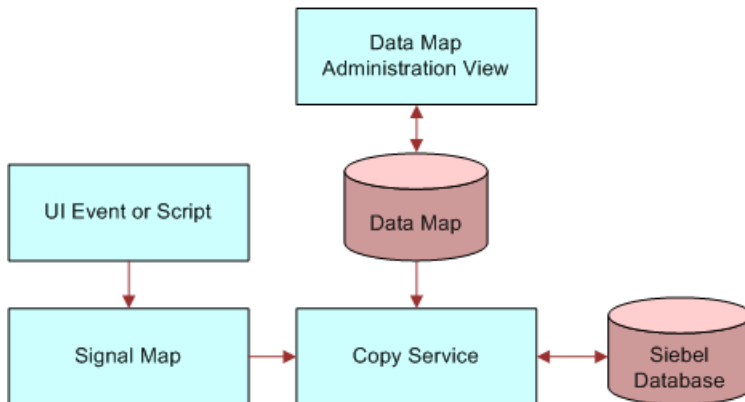 Data Map
Administration View
UI Event or Script
Data Map
Signal Map
Copy Service
Siebel
Database